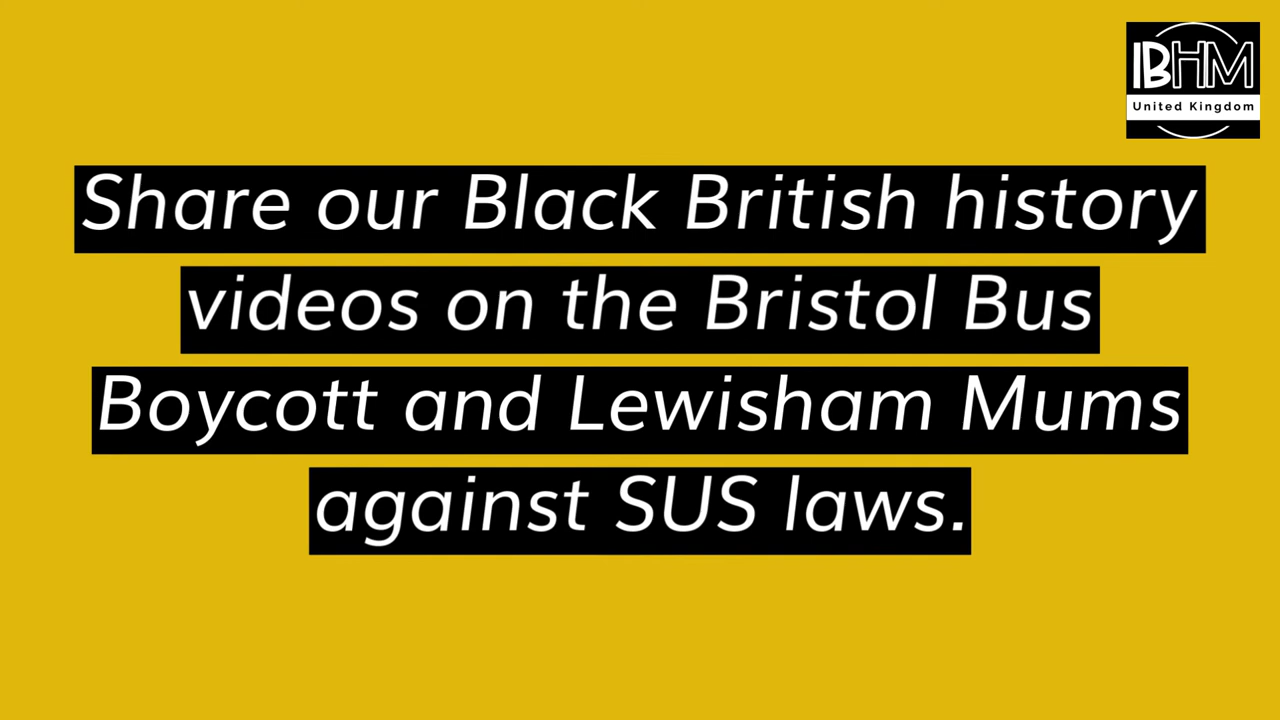 IBHM
United Kingdom
Share our Black British history
videos on the Bristol Bus
Boycott and Lewisham Mums
against SUS laws.